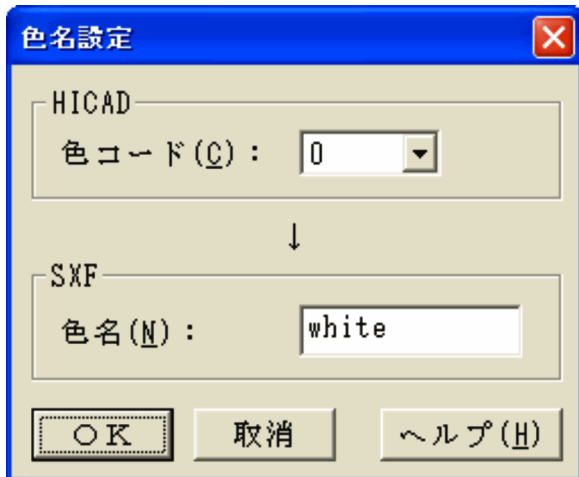 色名設定
HICAD
色コード(C): 0
↓
SXF
色名(N): white
OK 取消 ヘルプ(H)